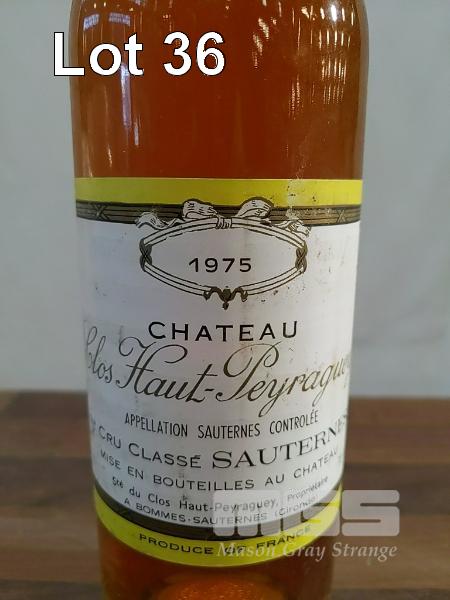 Lot 36
1975
CHATEAU
Clos Haut-Peyraguey
APPELLATION SAUTERNES CONTROLÉE
CRU CLASSÉ SAUTERNES
MISE EN BOUTEILLES AU CHATEAU
Sté du Clos Haut-Peyraguey, Propriétaire
A BOMMES-SAUTERNES (Gironde)
PRODUCE OF FRANCE
MGS
Mason Gray Strange